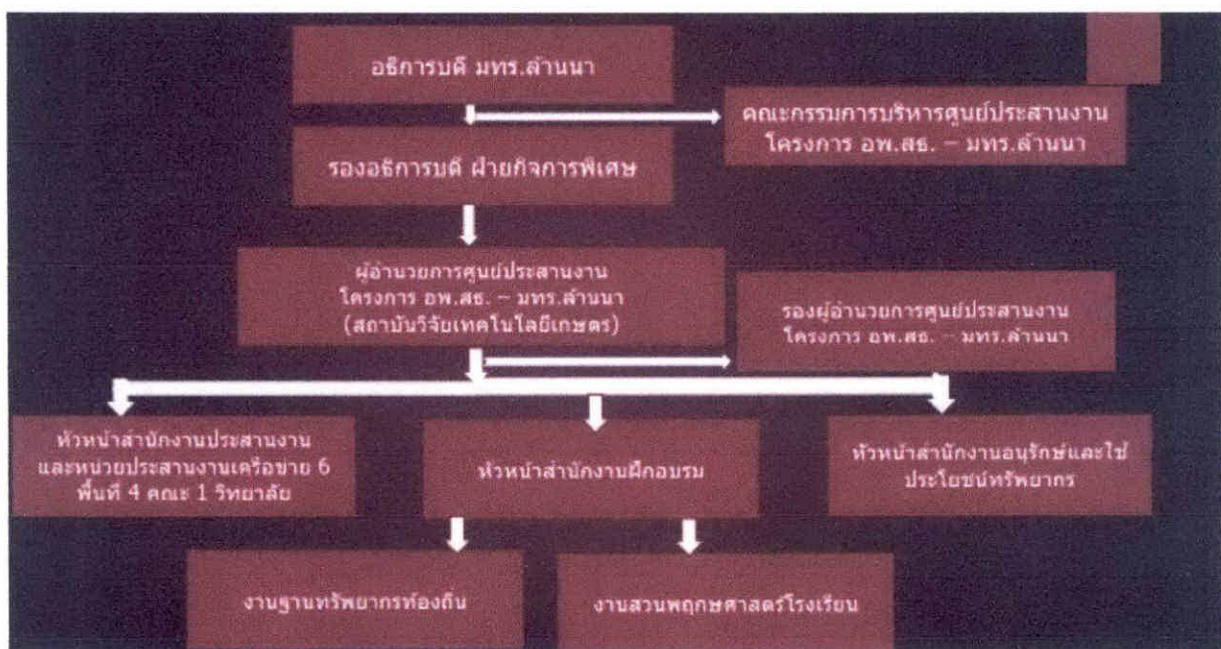 อธิการบดี มทร.ล้านนา
คณะกรรมการบริหารศูนย์ประสานงาน
โครงการ อพ.สธ. – มทร.ล้านนา
รองอธิการบดี ฝ่ายกิจการพิเศษ
ผู้อำนวยการศูนย์ประสานงาน
โครงการ อพ.สธ. – มทร.ล้านนา
(สถาบันวิจัยเทคโนโลยีเกษตร)
รองผู้อำนวยการศูนย์ประสานงาน
โครงการ อพ.สธ. – มทร.ล้านนา
หัวหน้าสำนักงานประสานงาน
และหน่วยประสานงานเครือข่าย 6
พื้นที่ 4 คณะ 1 วิทยาลัย
หัวหน้าสำนักงานฝึกอบรม
หัวหน้าสำนักงานอนุรักษ์และใช้
ประโยชน์ทรัพยากร
งานฐานทรัพยากรท้องถิ่น
งานสวนพฤกษศาสตร์โรงเรียน